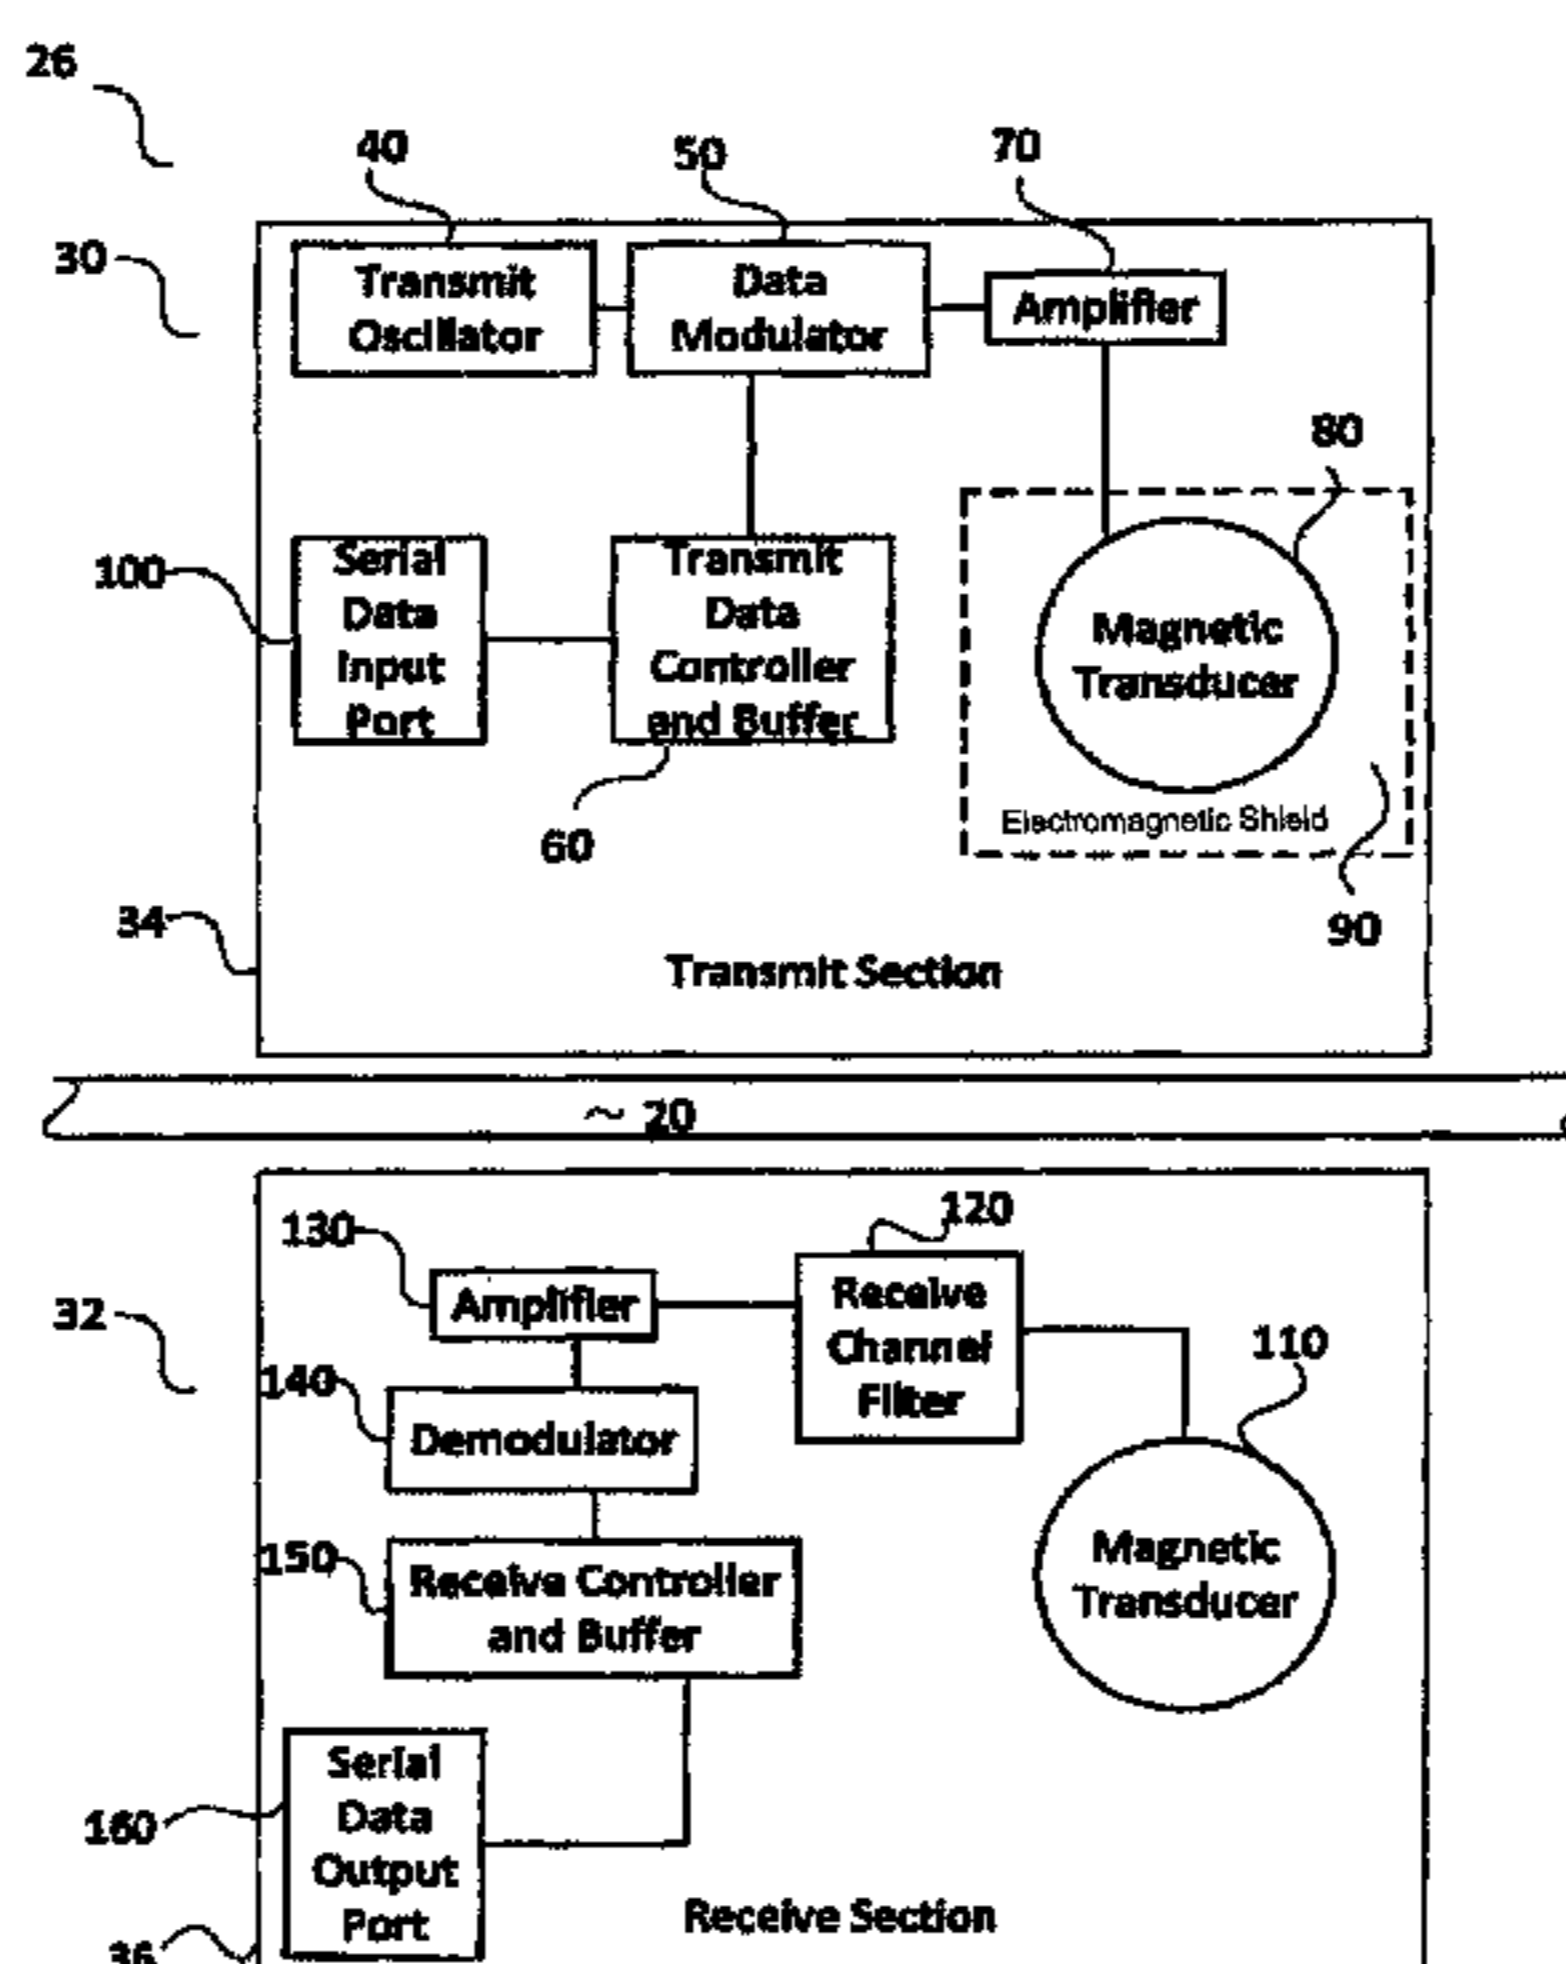 26
40
50
70
30
Transmit
Oscillator
Data
Modulator
Amplifier
80
100
Serial
Data
Input
Port
Transmit
Data
Controller
and Buffer
Magnetic
Transducer
Electromagnetic Shield
60
90
34
Transmit Section
~ 20
130
120
Amplifier
Receive
Channel
Filter
32
110
140
Demodulator
150
Receive Controller
and Buffer
Magnetic
Transducer
160
Serial
Data
Output
Port
Receive Section
36